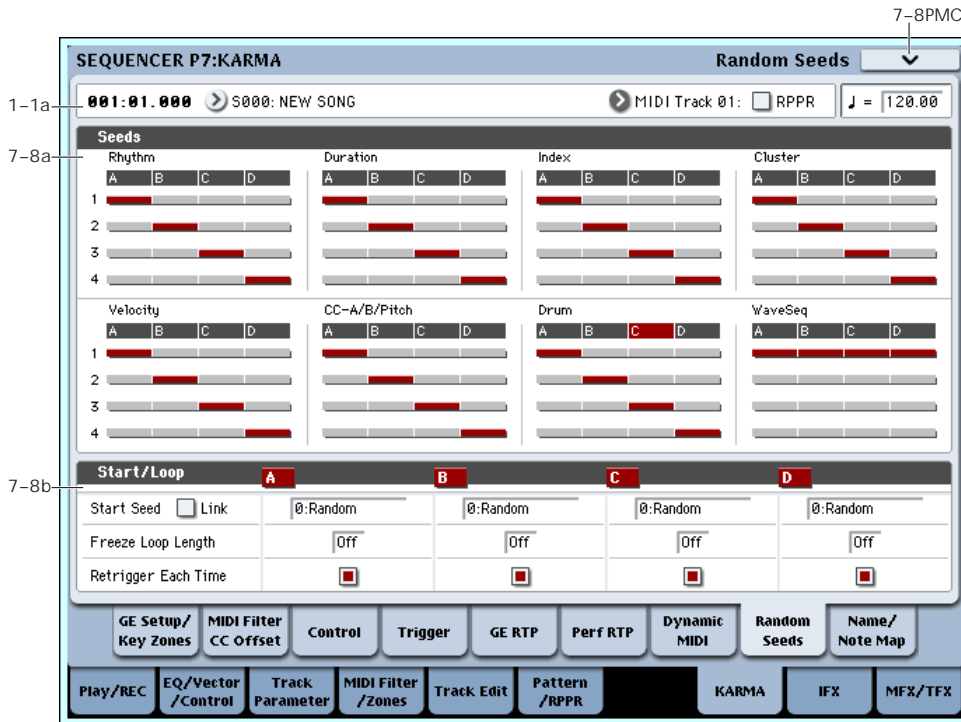 7-8PMC
SEQUENCER P7:KARMA Random Seeds
1-1a
001:01.000 S000: NEW SONG MIDI Track 01: RPPR ♩ = 120.00
Seeds
7-8a
Rhythm Duration Index Cluster
A B C D A B C D A B C D A B C D
1
2
3
4
Velocity CC-A/B/Pitch Drum WaveSeq
A B C D A B C D A B C D A B C D
1
2
3
4
Start/Loop A B C D
7-8b
Start Seed Link 0:Random 0:Random 0:Random 0:Random
Freeze Loop Length Off Off Off Off
Retrigger Each Time
GE Setup/ Key Zones MIDI Filter CC Offset Control Trigger GE RTP Perf RTP Dynamic MIDI Random Seeds Name/ Note Map
Play/REC EQ/Vector /Control Track Parameter MIDI Filter /Zones Track Edit Pattern /RPPR KARMA IFX MFX/TFX